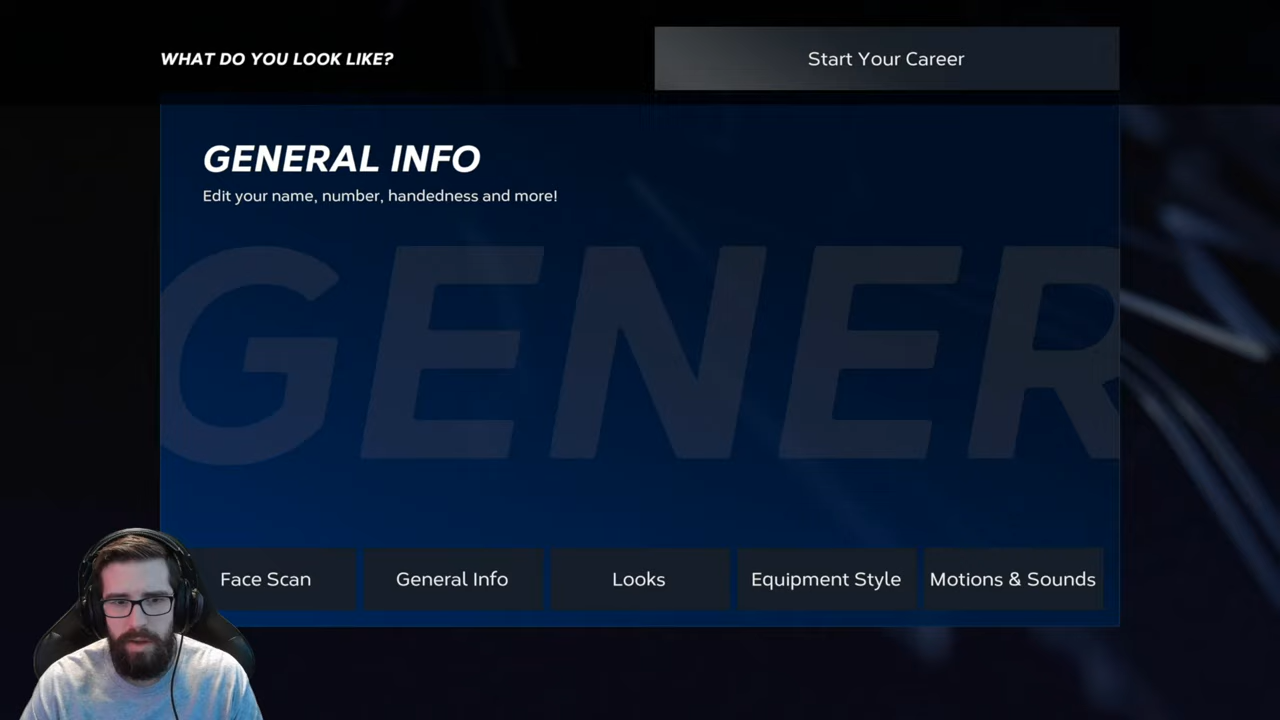 WHAT DO YOU LOOK LIKE?
Start Your Career
GENERAL INFO
Edit your name, number, handedness and more!
GENER
Face Scan
General Info
Looks
Equipment Style
Motions & Sounds